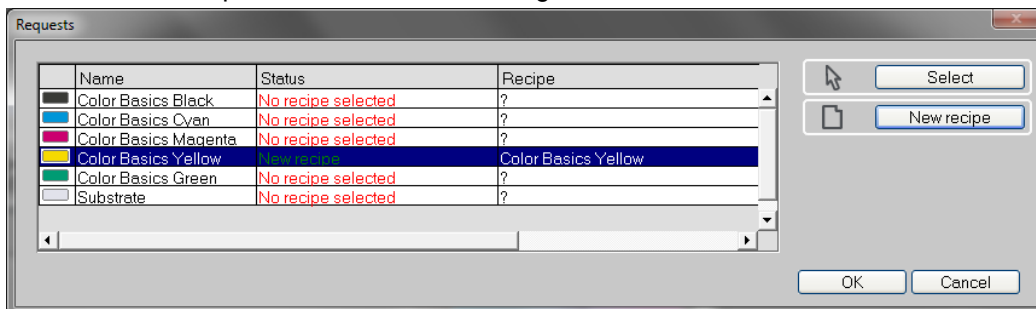 Requests
Name Status Recipe
Color Basics Black No recipe selected ?
Color Basics Cyan No recipe selected ?
Color Basics Magenta No recipe selected ?
Color Basics Yellow New recipe Color Basics Yellow
Color Basics Green No recipe selected ?
Substrate No recipe selected ?
Select
New recipe
OK Cancel